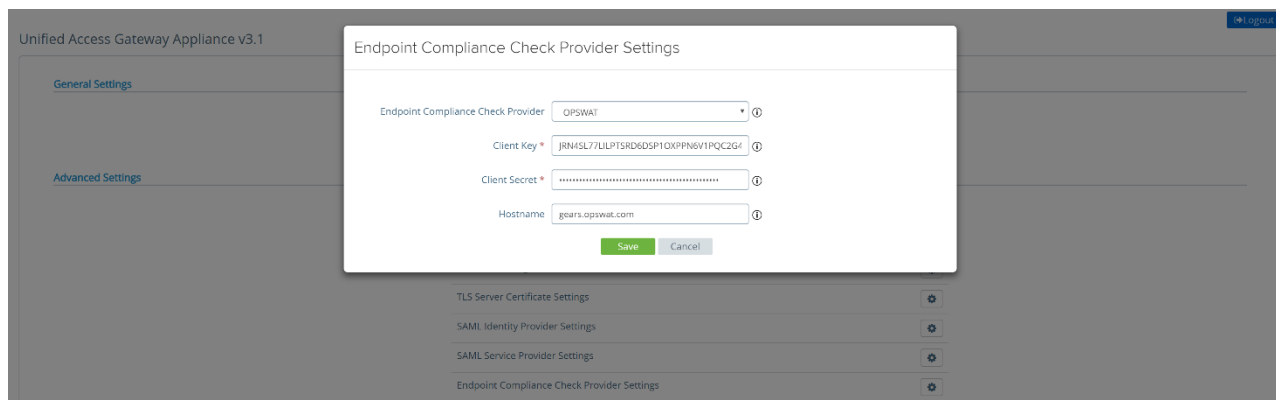 Logout
Unified Access Gateway Appliance v3.1
Endpoint Compliance Check Provider Settings
General Settings
Endpoint Compliance Check Provider OPSWAT
Client Key *
Client Secret * ••••••••••••••••••••••••••••••••••••••••••••••••
Advanced Settings
Hostname gears.opswat.com
Save Cancel
TLS Server Certificate Settings
SAML Identity Provider Settings
SAML Service Provider Settings
Endpoint Compliance Check Provider Settings